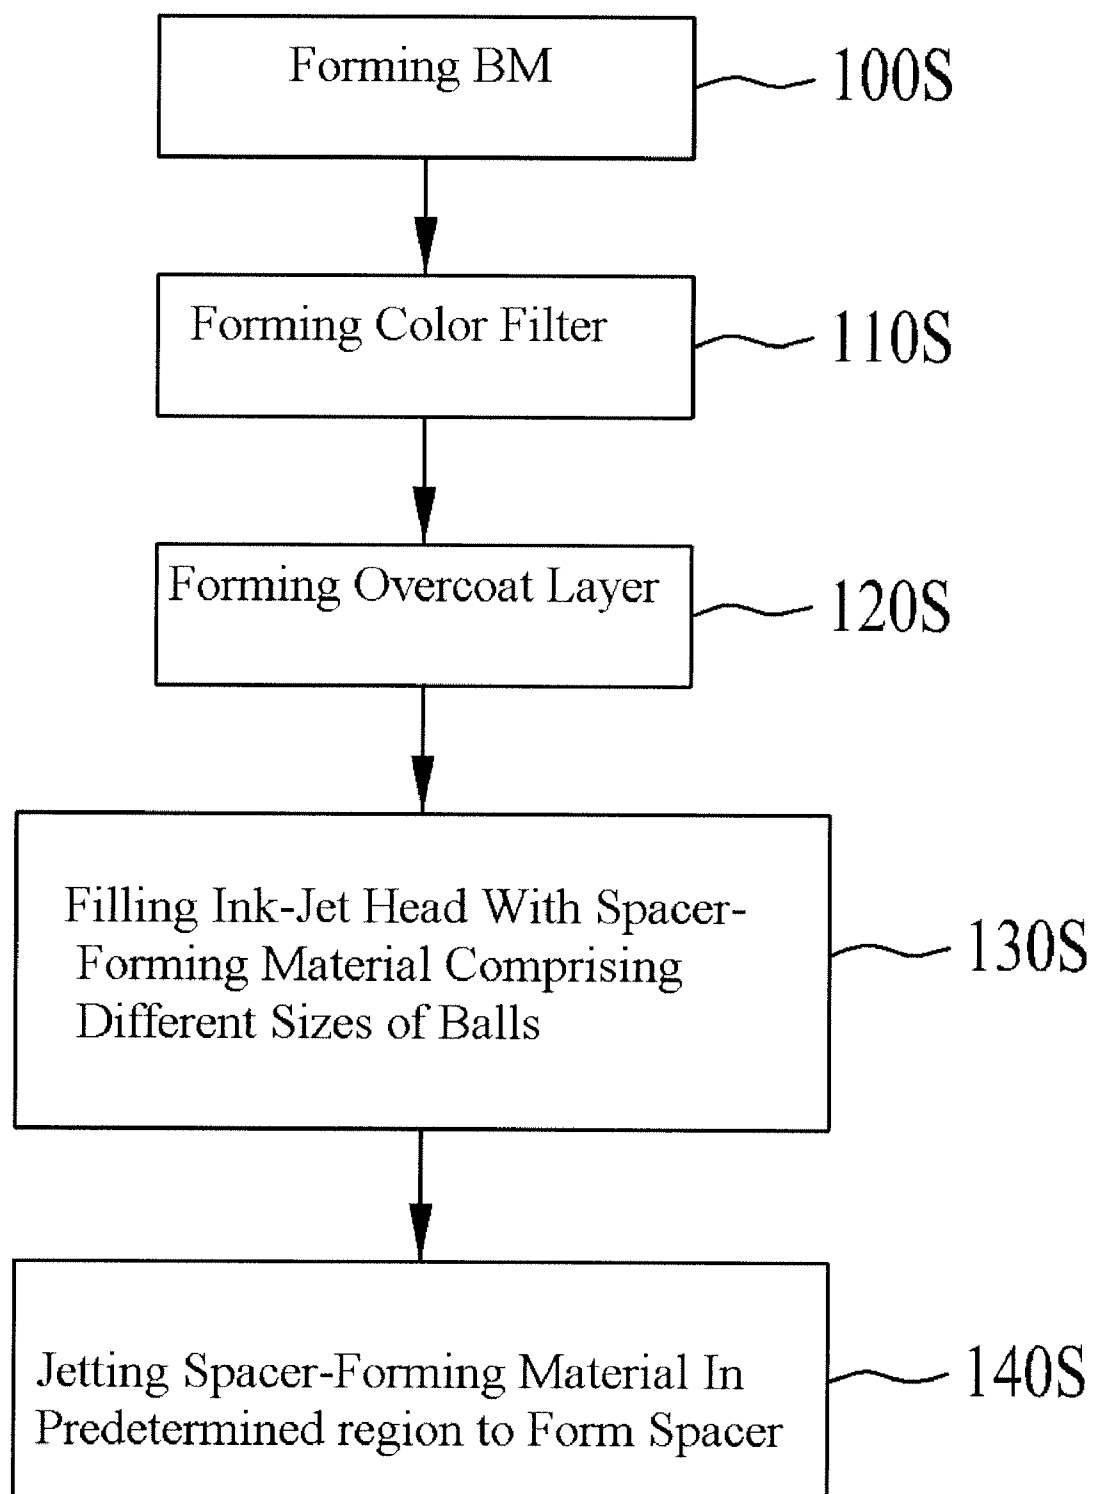 Forming BM
100S
Forming Color Filter
110S
Forming Overcoat Layer
120S
Filling Ink-Jet Head With Spacer-
Forming Material Comprising
Different Sizes of Balls
130S
Jetting Spacer-Forming Material In
Predetermined region to Form Spacer
140S